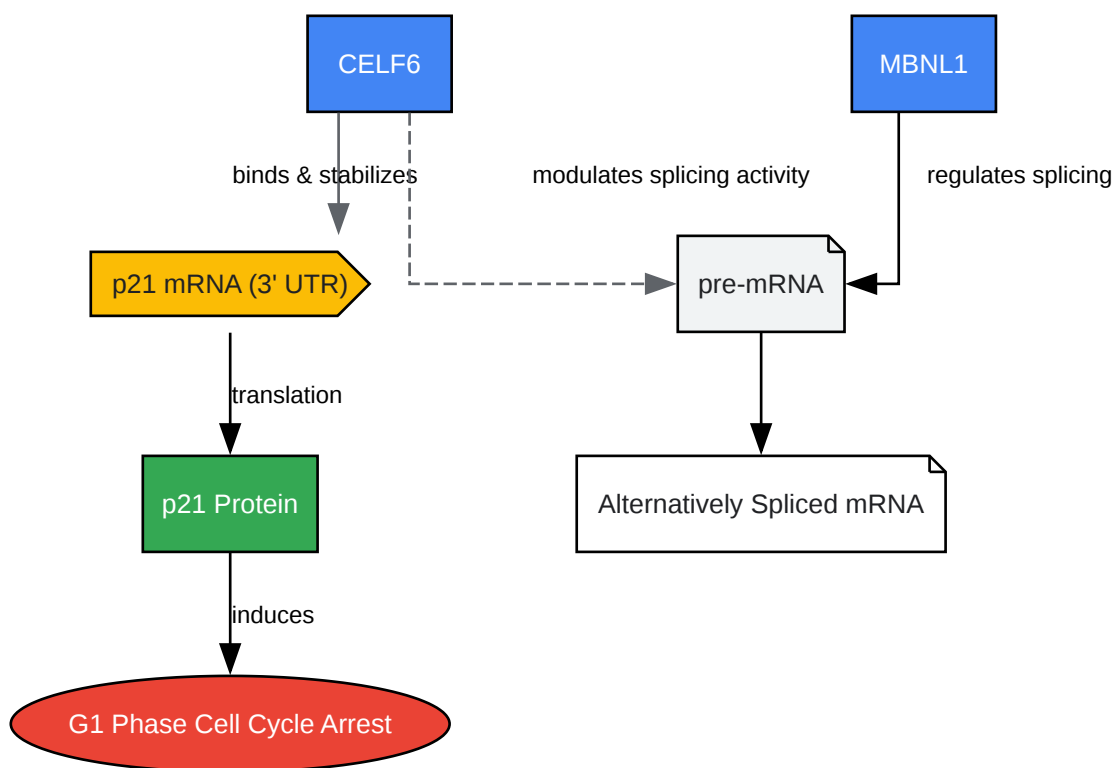 CELF6
MBNL1
binds & stabilizes
modulates splicing activity
regulates splicing
p21 mRNA (3' UTR)
pre-mRNA
translation
p21 Protein
Alternatively Spliced mRNA
induces
G1 Phase Cell Cycle Arrest